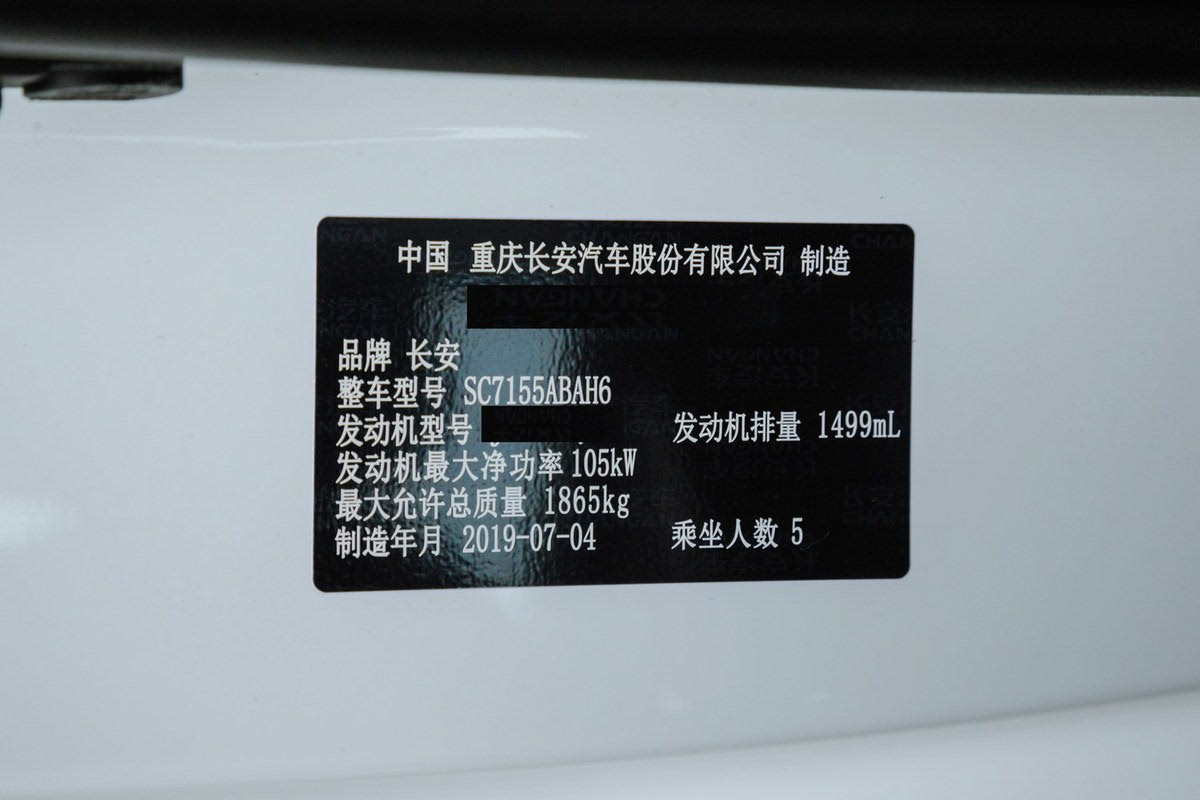 中国 重庆长安汽车股份有限公司 制造
品牌 长安
整车型号 SC7155ABAH6
发动机型号 发动机排量 1499mL
发动机最大净功率 105kW
最大允许总质量 1865kg
制造年月 2019-07-04 乘坐人数 5